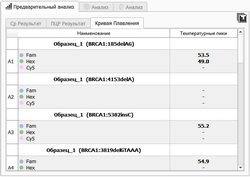 Предварительный анализ Анализ Анализ
Ср Результат ПЦР Результат Кривая Плавления
Наименование Температурные пики
Образец_1 (BRCA1:185delAG)
A1
Fam 53.5
Hex 49.0
Cy5 -
Образец_1 (BRCA1:4153delA)
A2
Fam -
Hex -
Cy5 -
Образец_1 (BRCA1:5382insC)
A3
Fam 55.2
Hex -
Cy5 -
Образец_1 (BRCA1:3819delGTAAA)
A4
Fam 54.9
Hex -